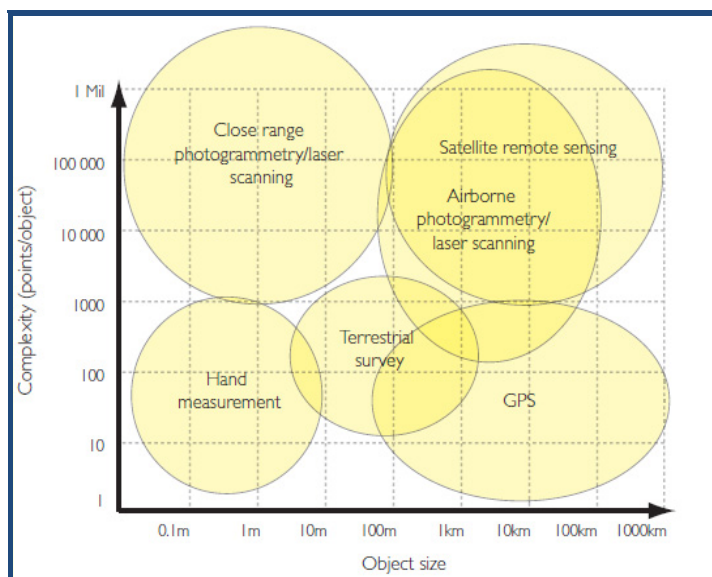 1 Mil
100 000
10 000
1000
100
10
1
Complexity (points/object)
Close range
photogrammetry/laser
scanning
Satellite remote sensing
Airborne
photogrammetry/
laser scanning
Terrestrial
survey
Hand
measurement
GPS
0.1m 1m 10m 100m 1km 10km 100km 1000km
Object size